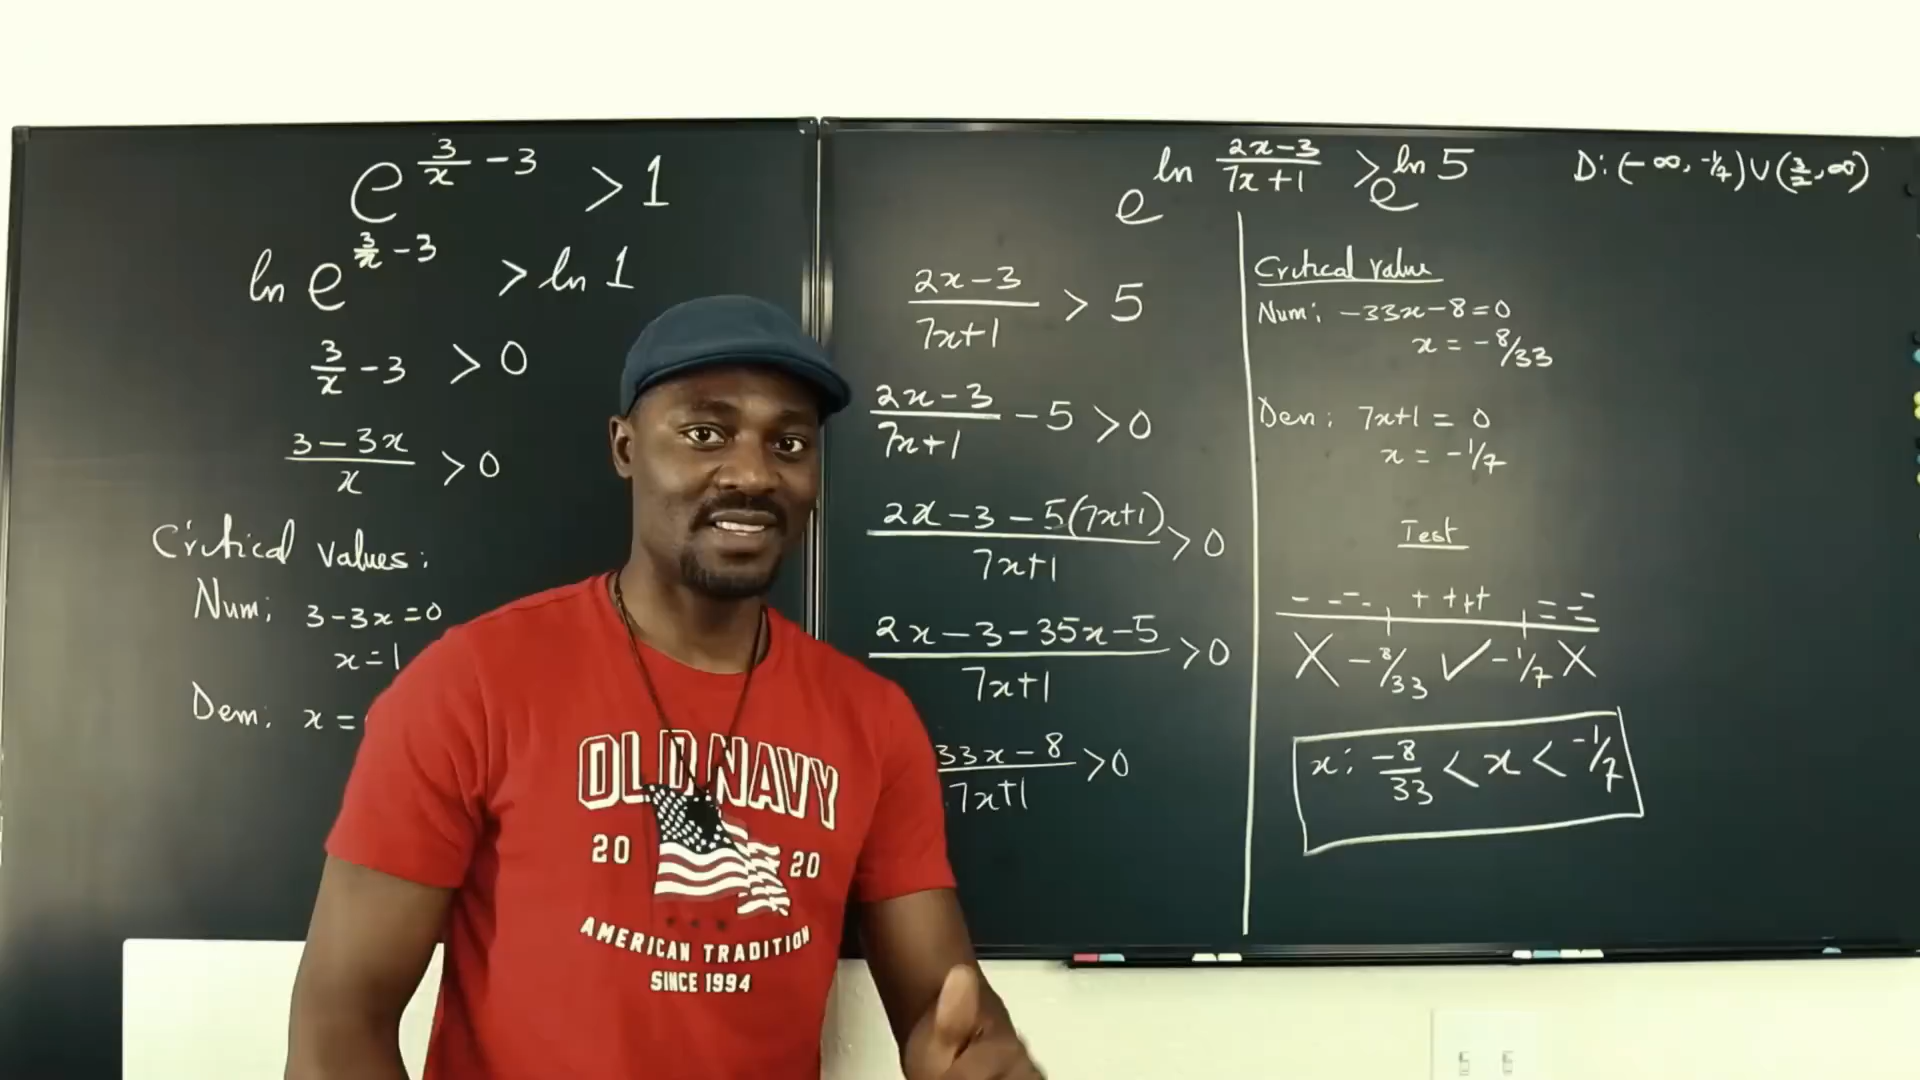 e^(3/x - 3) > 1
ln e^(3/x - 3) > ln 1
3/x - 3 > 0
(3 - 3x)/x > 0
Critical values:
Num: 3 - 3x = 0
x = 1
Dem: x =
e^(ln (2x-3)/(7x+1)) > e^(ln 5)
D: (-∞, -1/7) ∪ (3/2, ∞)
(2x-3)/(7x+1) > 5
(2x-3)/(7x+1) - 5 > 0
(2x - 3 - 5(7x+1))/(7x+1) > 0
(2x - 3 - 35x - 5)/(7x+1) > 0
(33x - 8)/(7x+1) > 0
Critical value
Num: -33x - 8 = 0
x = -8/33
Den: 7x+1 = 0
x = -1/7
Test
- - - - + + + + - - - -
X -8/33 ✓ -1/7 X
x: -8/33 < x < -1/7
OLD NAVY
20 20
AMERICAN TRADITION
SINCE 1994